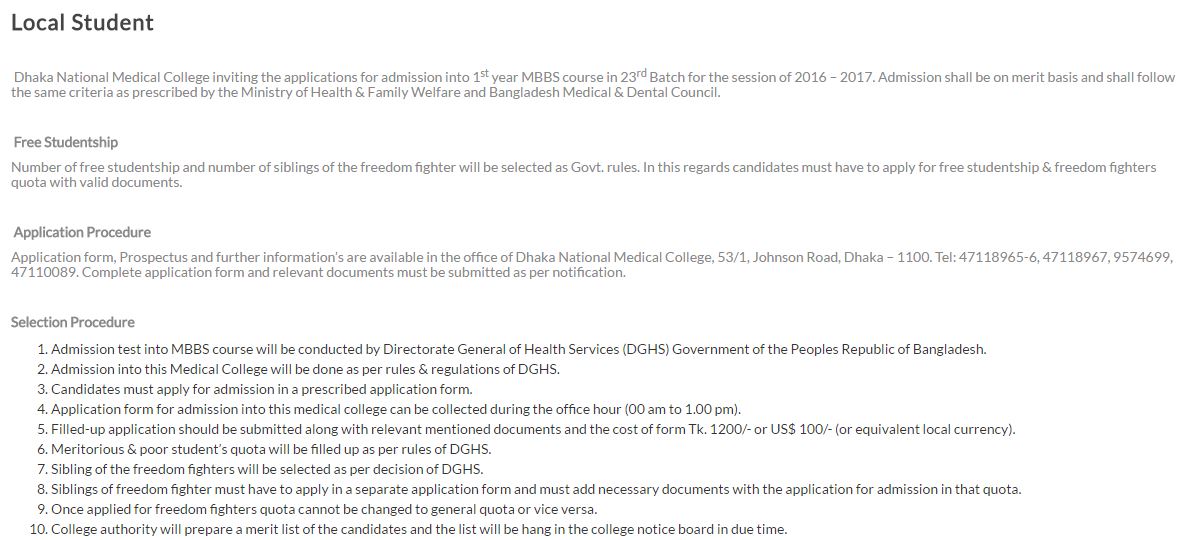 Local Student
Dhaka National Medical College inviting the applications for admission into 1st year MBBS course in 23rd Batch for the session of 2016 – 2017. Admission shall be on merit basis and shall follow
the same criteria as prescribed by the Ministry of Health & Family Welfare and Bangladesh Medical & Dental Council.
Free Studentship
Number of free studentship and number of siblings of the freedom fighter will be selected as Govt. rules. In this regards candidates must have to apply for free studentship & freedom fighters
quota with valid documents.
Application Procedure
Application form, Prospectus and further information's are available in the office of Dhaka National Medical College, 53/1, Johnson Road, Dhaka – 1100. Tel: 47118965-6, 47118967, 9574699,
47110089. Complete application form and relevant documents must be submitted as per notification.
Selection Procedure
1. Admission test into MBBS course will be conducted by Directorate General of Health Services (DGHS) Government of the Peoples Republic of Bangladesh.
2. Admission into this Medical College will be done as per rules & regulations of DGHS.
3. Candidates must apply for admission in a prescribed application form.
4. Application form for admission into this medical college can be collected during the office hour (00 am to 1.00 pm).
5. Filled-up application should be submitted along with relevant mentioned documents and the cost of form Tk. 1200/- or US$ 100/- (or equivalent local currency).
6. Meritorious & poor student's quota will be filled up as per rules of DGHS.
7. Sibling of the freedom fighters will be selected as per decision of DGHS.
8. Siblings of freedom fighter must have to apply in a separate application form and must add necessary documents with the application for admission in that quota.
9. Once applied for freedom fighters quota cannot be changed to general quota or vice versa.
10. College authority will prepare a merit list of the candidates and the list will be hang in the college notice board in due time.